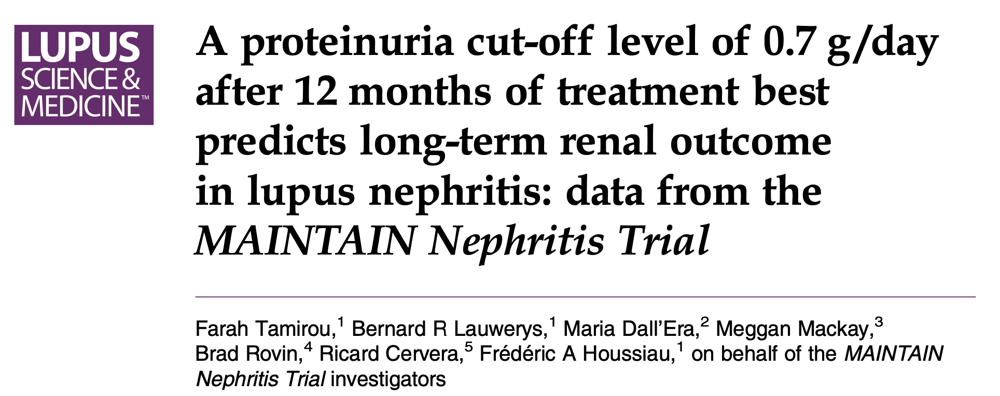 LUPUS
SCIENCE &
MEDICINE™
A proteinuria cut-off level of 0.7 g/day
after 12 months of treatment best
predicts long-term renal outcome
in lupus nephritis: data from the
MAINTAIN Nephritis Trial
Farah Tamirou,¹ Bernard R Lauwerys,¹ Maria Dall’Era,² Meggan Mackay,³
Brad Rovin,⁴ Ricard Cervera,⁵ Frédéric A Houssiau,¹ on behalf of the MAINTAIN
Nephritis Trial investigators